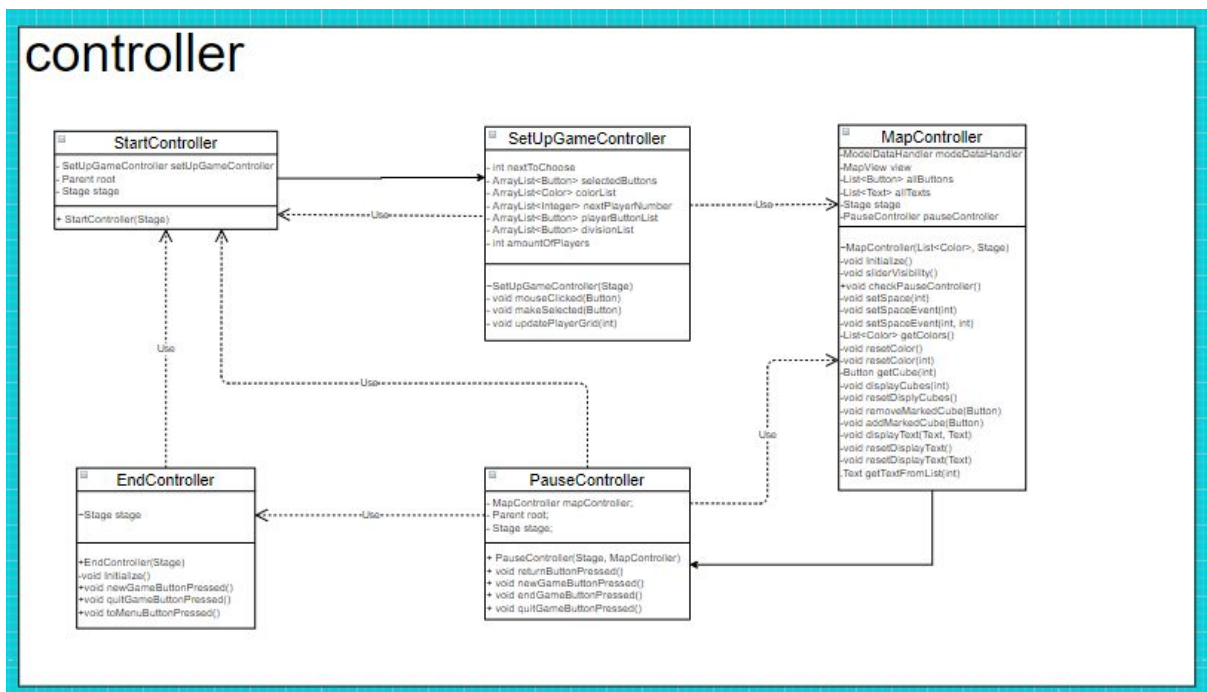 controller
StartController
- SetUpGameController setUpGameController
- Parent root
- Stage stage
+ StartController(Stage)
SetUpGameController
- int nextToChoose
- ArrayList<Button> selectedButtons
- ArrayList<Color> colorList
- ArrayList<Integer> nextPlayerNumber
- ArrayList<Button> playerButtonList
- ArrayList<Button> divisionList
- int amountOfPlayers
~SetUpGameController(Stage)
- void mouseClicked(Button)
- void makeSelected(Button)
- void updatePlayerGrid(int)
MapController
-ModelDataHandler modeDataHandler
-MapView view
-List<Button> allButtons
-List<Text> allTexts
-Stage stage
-PauseController pauseController
~MapController(List<Color>, Stage)
-void Initialize()
-void sliderVisibility()
+void checkPauseController()
-void setSpace(int)
-void setSpaceEvent(int)
-void setSpaceEvent(int, int)
-List<Color> getColors()
-void resetColor()
-void resetColor(int)
-Button getCube(int)
-void displayCubes(int)
-void resetDisplyCubes()
-void removeMarkedCube(Button)
-void addMarkedCube(Button)
-void displayText(Text, Text)
-void resetDisplayText()
-void resetDisplayText(Text)
-Text getTextFromList(int)
Use
Use
Use
Use
Use
Use
EndController
~Stage stage
+EndController(Stage)
-void Initialize()
+void newGameButtonPressed()
+void quitGameButtonPressed()
+void toMenuButtonPressed()
PauseController
- MapController mapController;
- Parent root;
- Stage stage;
+ PauseController(Stage, MapController)
+ void returnButtonPressed()
+ void newGameButtonPressed()
+ void endGameButtonPressed()
+ void quitGameButtonPressed()